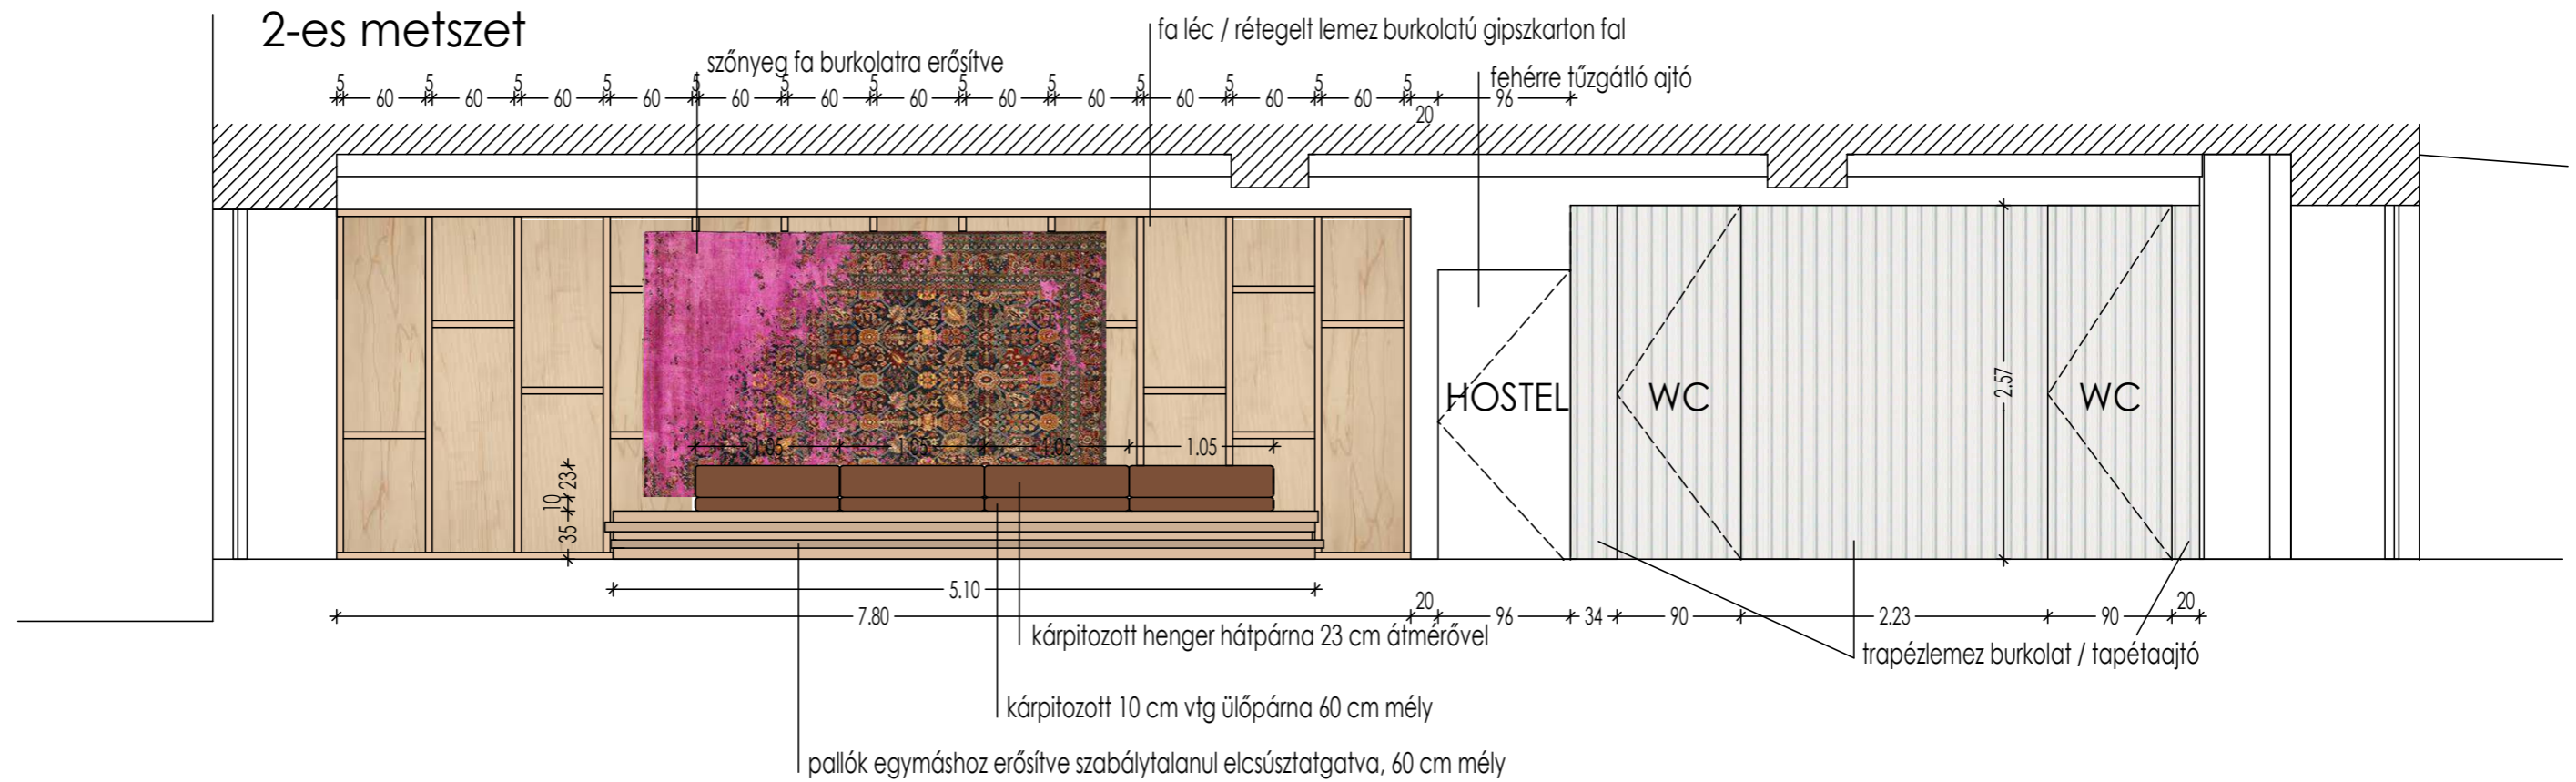 2-es metszet
fa léc / rétegelt lemez burkolatú gipszkarton fal
szőnyeg fa burkolatra erősítve
fehérre tűzgátló ajtó
5 5 5 5 5 5 5 5 5 5 5 5 5
60 60 60 60 60 60 60 60 60 60 60 60 96
20
2.57
HOSTEL WC WC
1.05 1.05 1.05 1.05
23
10
35
5.10
20 20
7.80 96 34 90 2.23 90
kárpitozott henger hátpárna 23 cm átmérővel
trapézlemez burkolat / tapétaajtó
kárpitozott 10 cm vtg ülőpárna 60 cm mély
pallók egymáshoz erősítve szabálytalanul elcsúsztatgatva, 60 cm mély